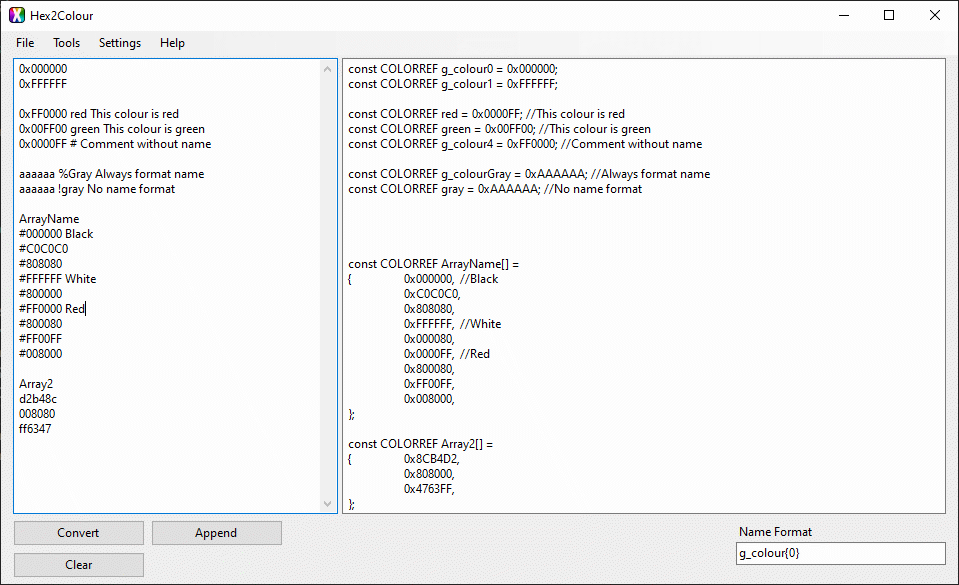 Hex2Colour
File Tools Settings Help
0x000000
0xFFFFFF
0xFF0000 red This colour is red
0x00FF00 green This colour is green
0x0000FF # Comment without name
aaaaaa %Gray Always format name
aaaaaa !gray No name format
ArrayName
#000000 Black
#C0C0C0
#808080
#FFFFFF White
#800000
#FF0000 Red
#800080
#FF00FF
#008000
Array2
d2b48c
008080
ff6347
const COLORREF g_colour0 = 0x000000;
const COLORREF g_colour1 = 0xFFFFFF;
const COLORREF red = 0x0000FF; //This colour is red
const COLORREF green = 0x00FF00; //This colour is green
const COLORREF g_colour4 = 0xFF0000; //Comment without name
const COLORREF g_colourGray = 0xAAAAAA; //Always format name
const COLORREF gray = 0xAAAAAA; //No name format
const COLORREF ArrayName[] =
{ 0x000000, //Black
0xC0C0C0,
0x808080,
0xFFFFFF, //White
0x000080,
0x0000FF, //Red
0x800080,
0xFF00FF,
0x008000,
};
const COLORREF Array2[] =
{ 0x8CB4D2,
0x808000,
0x4763FF,
};
Convert
Append
Clear
Name Format
g_colour{0}